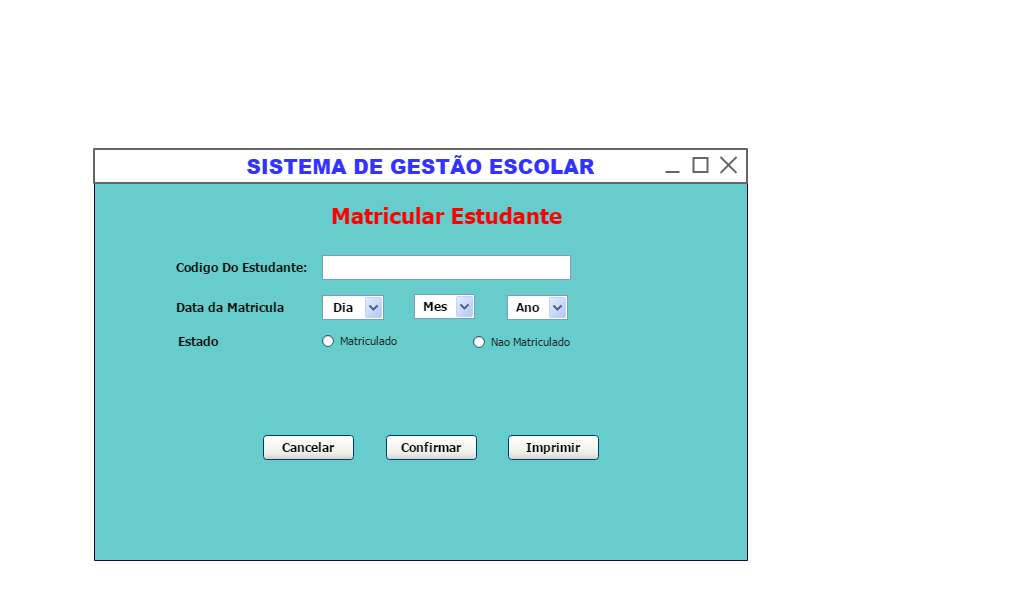 SISTEMA DE GESTÃO ESCOLAR
Matricular Estudante
Codigo Do Estudante:
Data da Matricula Dia Mes Ano
Estado Matriculado Nao Matriculado
Cancelar Confirmar Imprimir